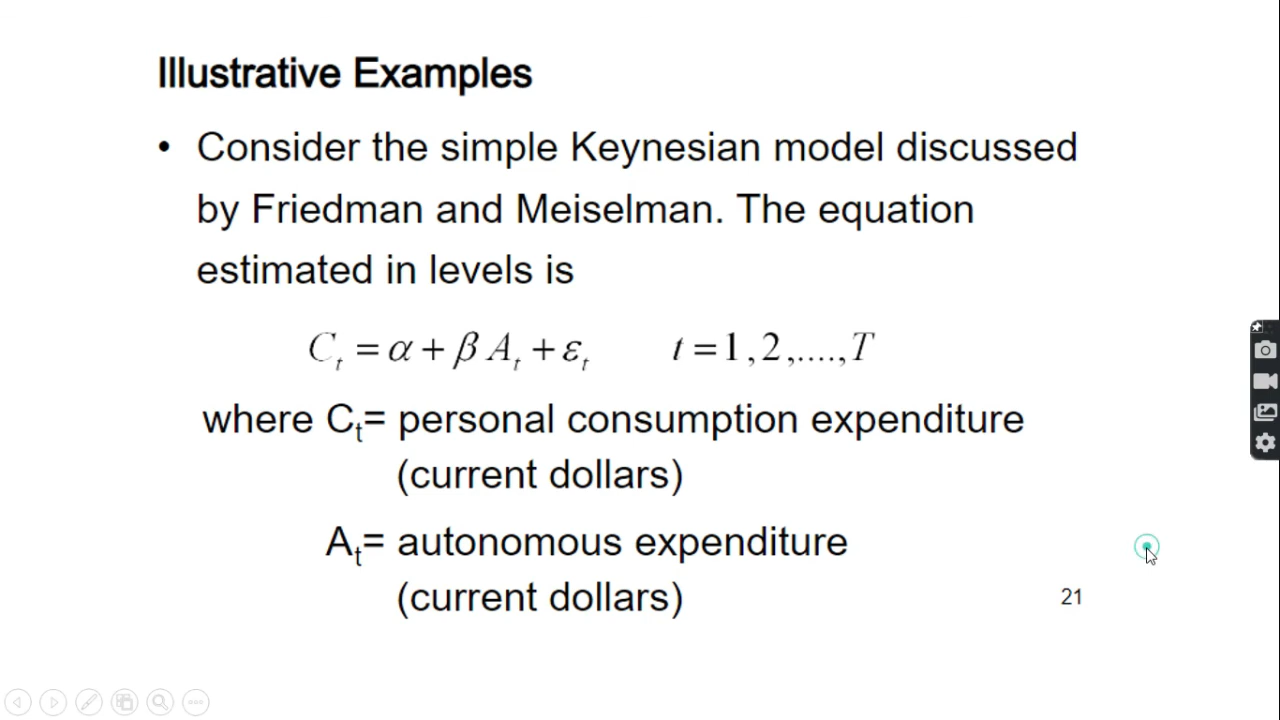 Illustrative Examples
• Consider the simple Keynesian model discussed
by Friedman and Meiselman. The equation
estimated in levels is
C_t = α + β A_t + ε_t   t = 1, 2, ...., T
where C_t= personal consumption expenditure
(current dollars)
A_t= autonomous expenditure
(current dollars)
21